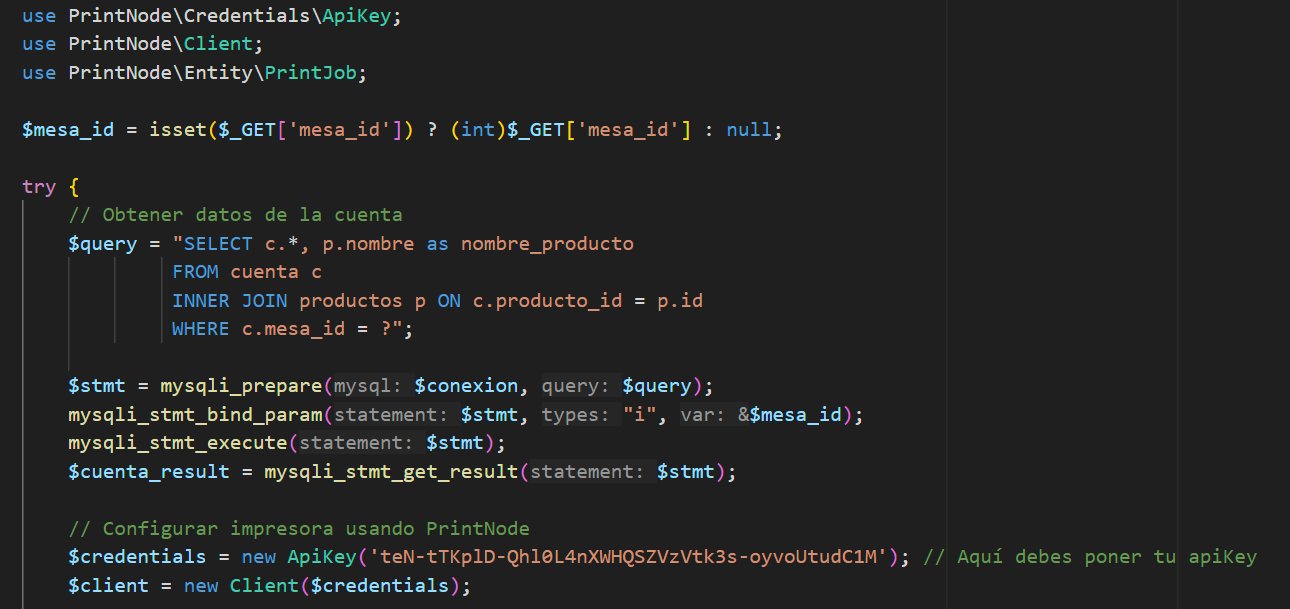 use PrintNode\Credentials\ApiKey;
use PrintNode\Client;
use PrintNode\Entity\PrintJob;
$mesa_id = isset($_GET['mesa_id']) ? (int)$_GET['mesa_id'] : null;
try {
// Obtener datos de la cuenta
$query = "SELECT c.*, p.nombre as nombre_producto
FROM cuenta c
INNER JOIN productos p ON c.producto_id = p.id
WHERE c.mesa_id = ?";
$stmt = mysqli_prepare(mysql: $conexion, query: $query);
mysqli_stmt_bind_param(statement: $stmt, types: "i", var: &$mesa_id);
mysqli_stmt_execute(statement: $stmt);
$cuenta_result = mysqli_stmt_get_result(statement: $stmt);
// Configurar impresora usando PrintNode
$credentials = new ApiKey('teN-tTKplD-Qhl0L4nXWHQSZVzVtk3s-oyvoUtudC1M'); // Aquí debes poner tu apiKey
$client = new Client($credentials);